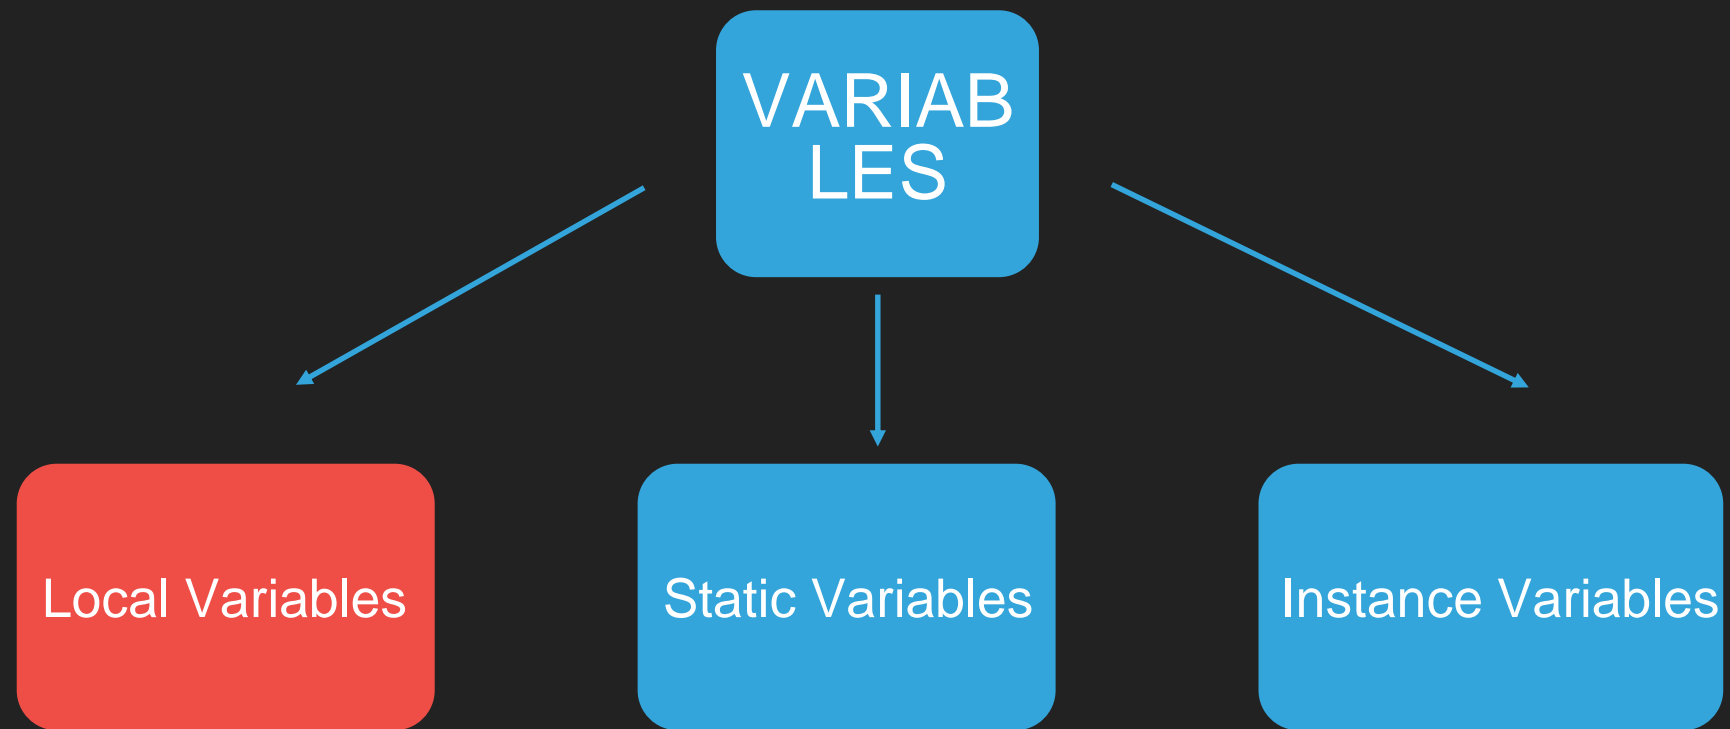 VARIAB
LES
Local Variables
Static Variables
Instance Variables